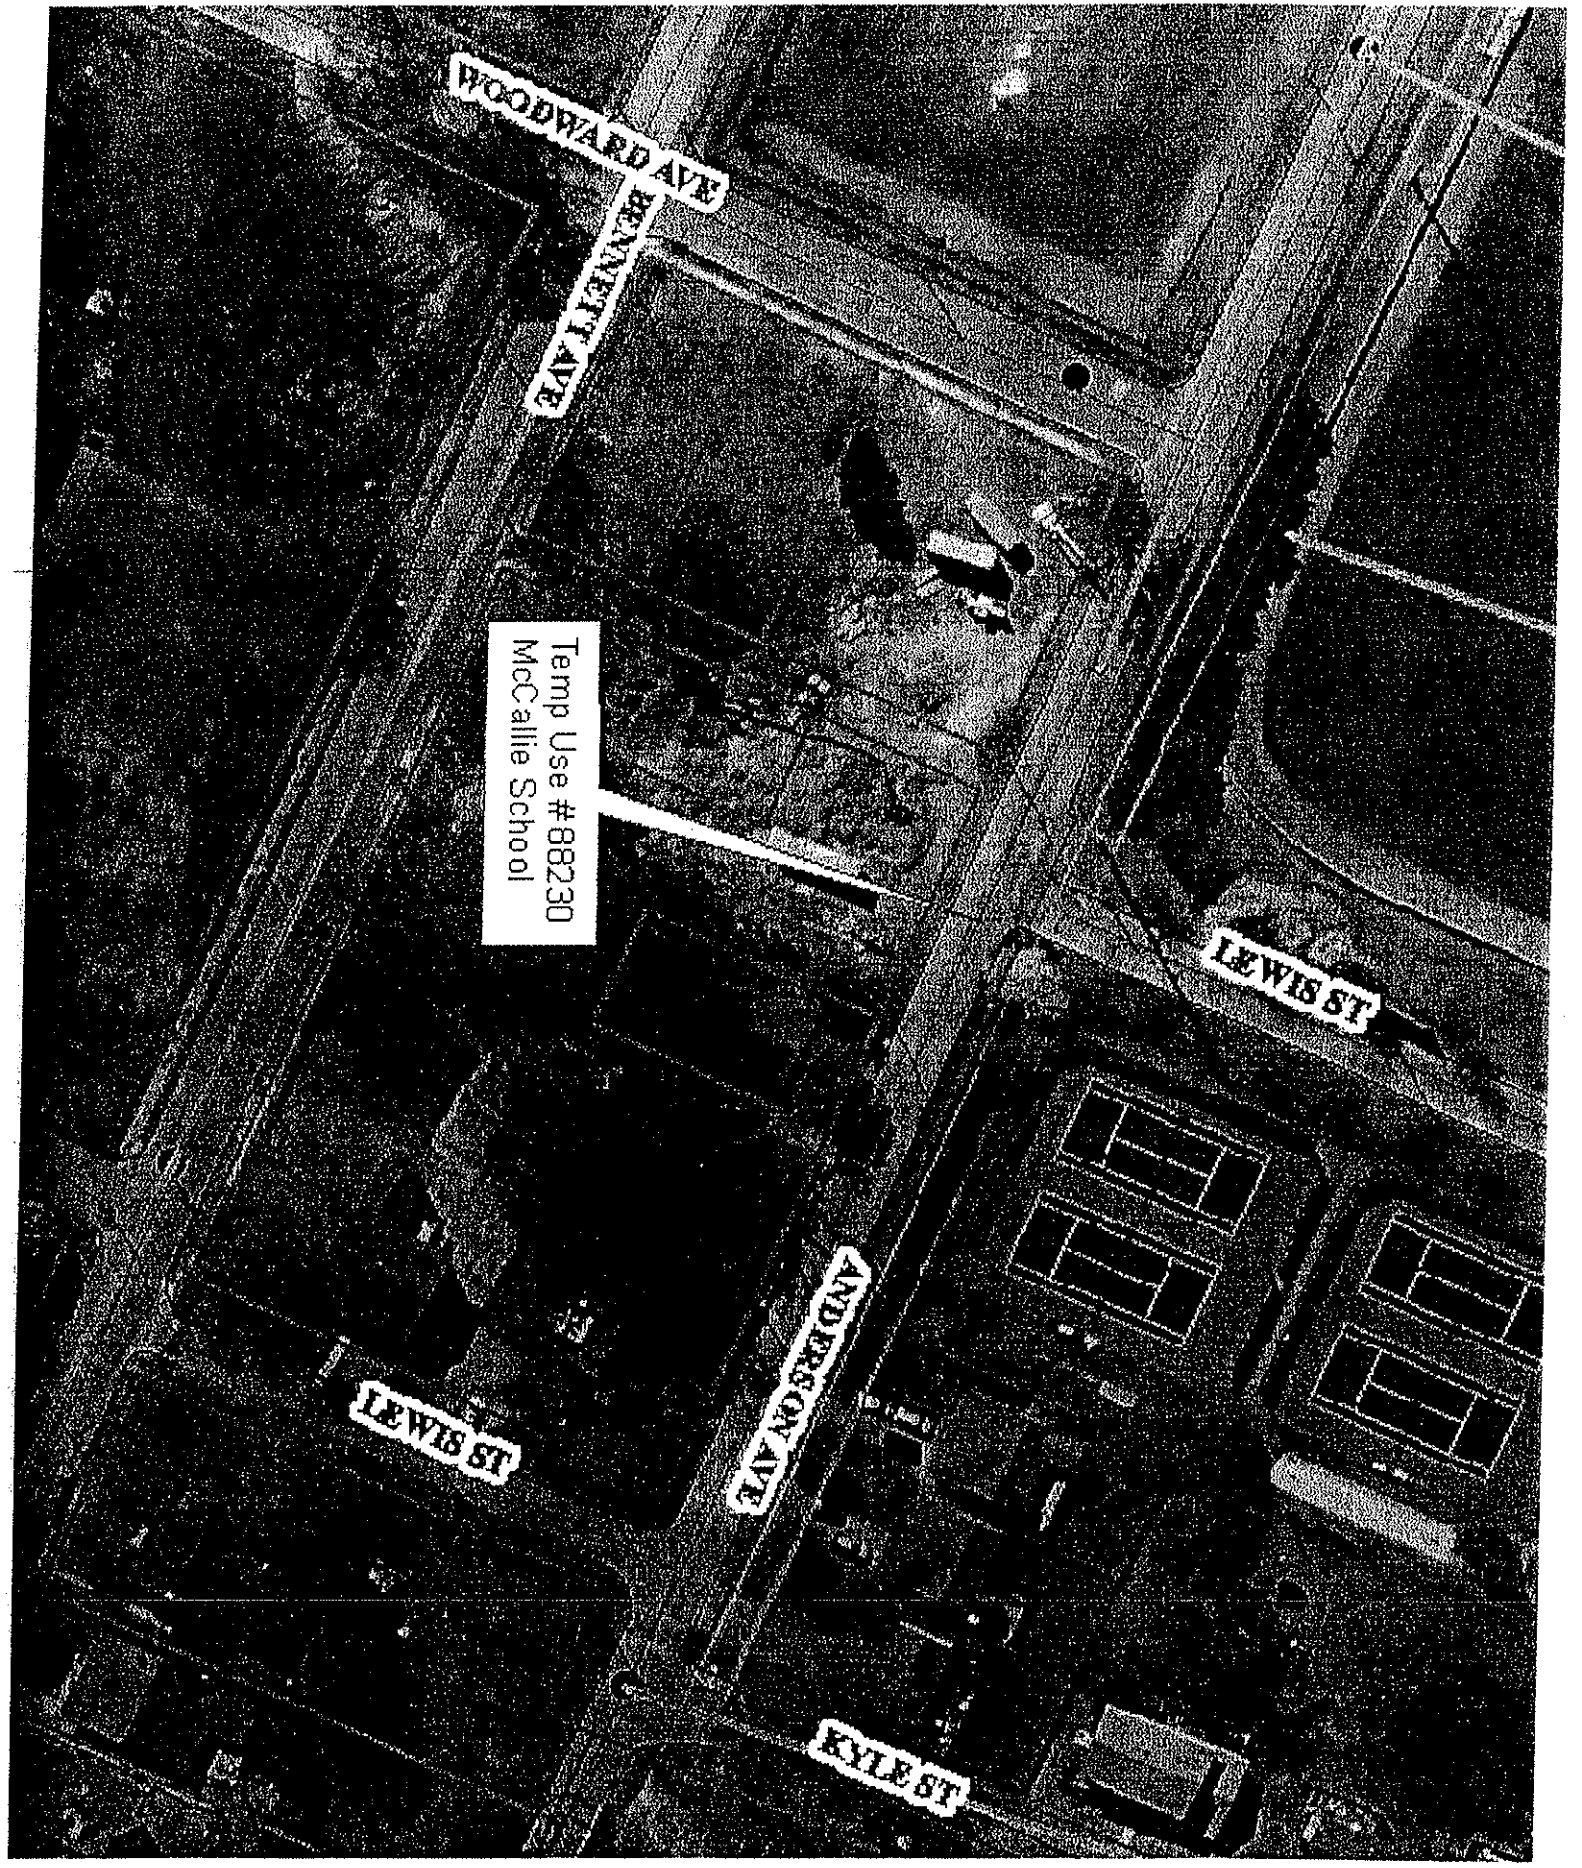 WOODWARD AVE
BENNETT AVE
Temp Use #88230
McCallie School
LEWIS ST
ANDERSON AVE
LEWIS ST
KYLE ST